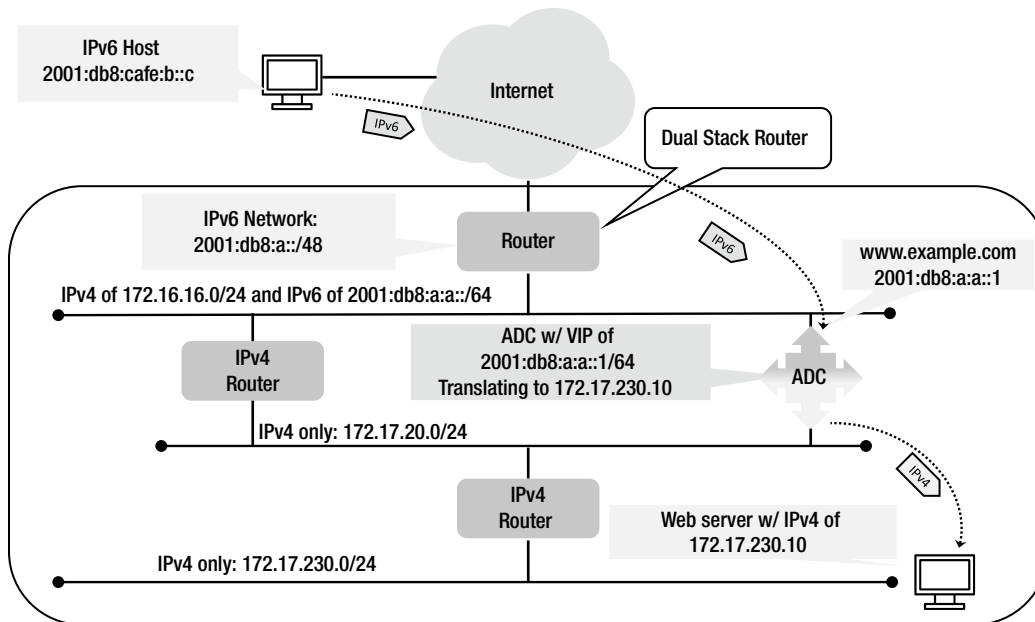 IPv6 Host
2001:db8:cafe:b::c
Internet
IPv6
Dual Stack Router
IPv6 Network:
2001:db8:a::/48
Router
IPv6
www.example.com
2001:db8:a:a::1
IPv4 of 172.16.16.0/24 and IPv6 of 2001:db8:a:a::/64
IPv4
Router
ADC w/ VIP of
2001:db8:a:a::1/64
Translating to 172.17.230.10
ADC
IPv4 only: 172.17.20.0/24
IPv4
IPv4
Router
Web server w/ IPv4 of
172.17.230.10
IPv4 only: 172.17.230.0/24